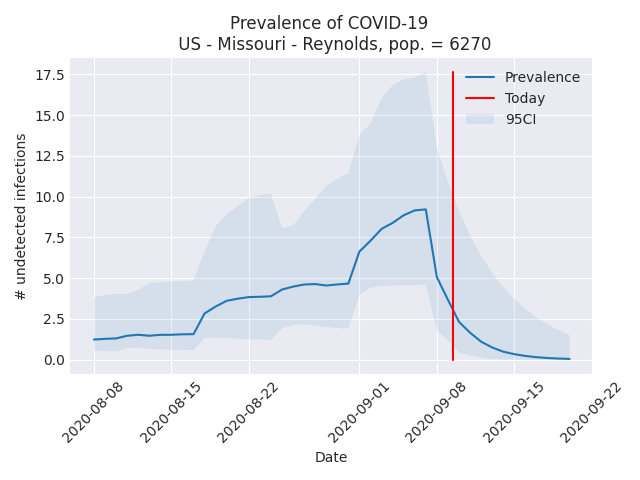 Prevalence of COVID-19
US - Missouri - Reynolds, pop. = 6270
17.5
15.0
12.5
10.0
7.5
5.0
2.5
0.0
# undetected infections
Prevalence
Today
95CI
2020-08-08
2020-08-15
2020-08-22
2020-09-01
2020-09-08
2020-09-15
2020-09-22
Date